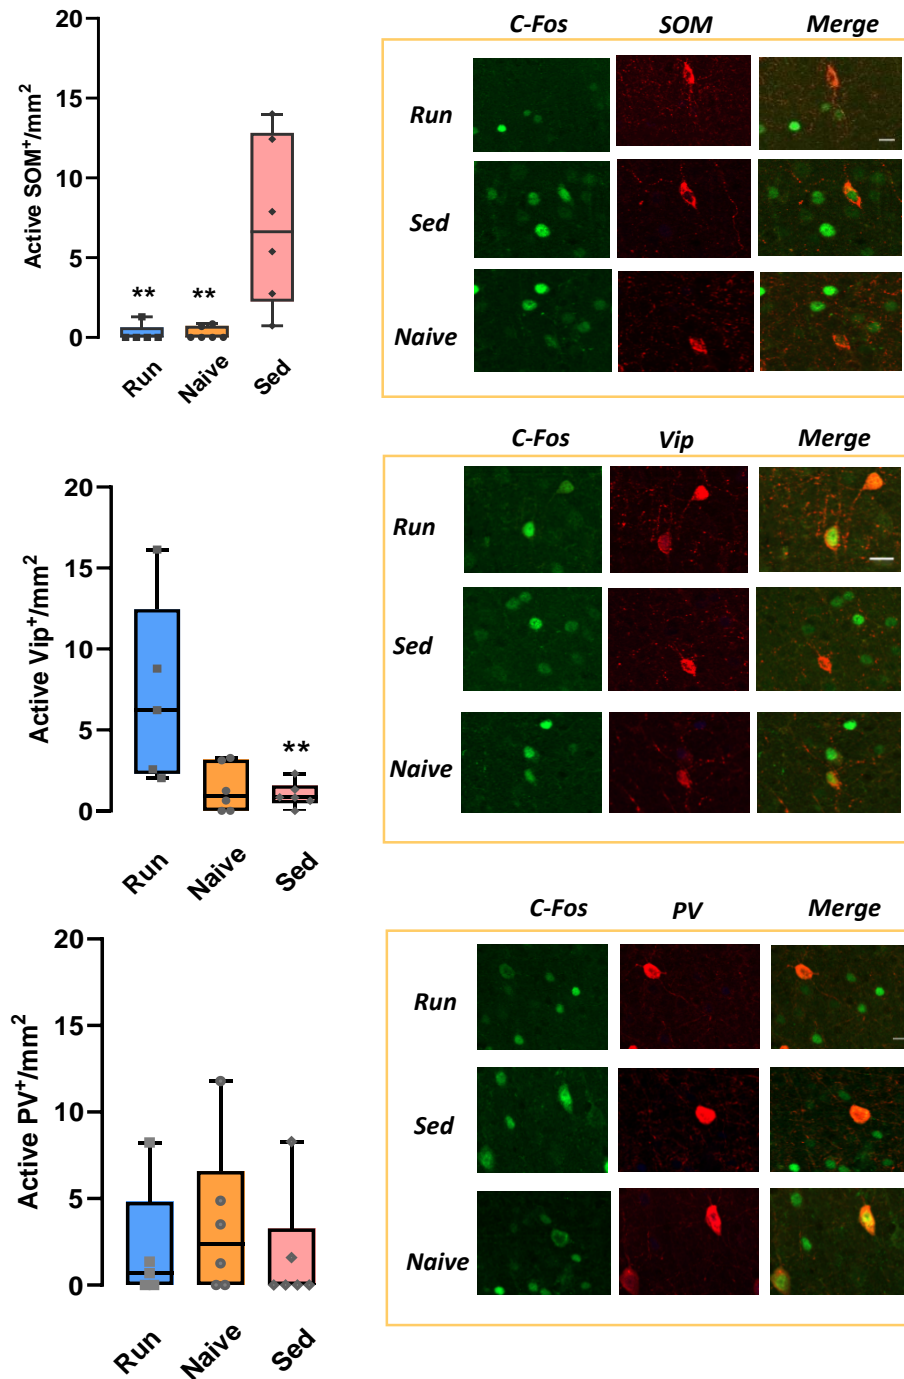 20
15
10
5
0
Active SOM⁺/mm²
**
**
Run
Naive
Sed
C-Fos SOM Merge
Run
Sed
Naive
20
15
10
5
0
Active Vip⁺/mm²
**
Run
Naive
Sed
C-Fos Vip Merge
Run
Sed
Naive
20
15
10
5
0
Active PV⁺/mm²
Run
Naive
Sed
C-Fos PV Merge
Run
Sed
Naive